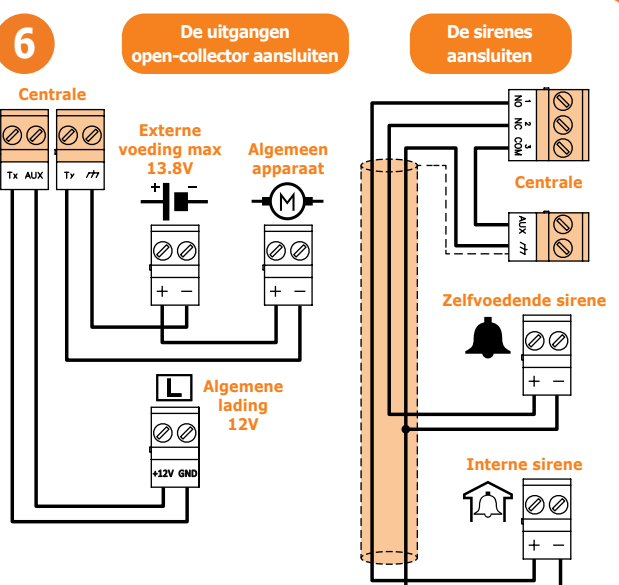 6
De uitgangen
open-collector aansluiten
De sirenes
aansluiten
Centrale
Tx AUX
Ty
Externe
voeding max
13.8V
+ -
+ -
Algemeen
apparaat
M
+ -
L
Algemene
lading
12V
+12V GND
NO 1
NC 2
COM 3
Centrale
AUX
Zelfvoedende sirene
+ -
Interne sirene
+ -